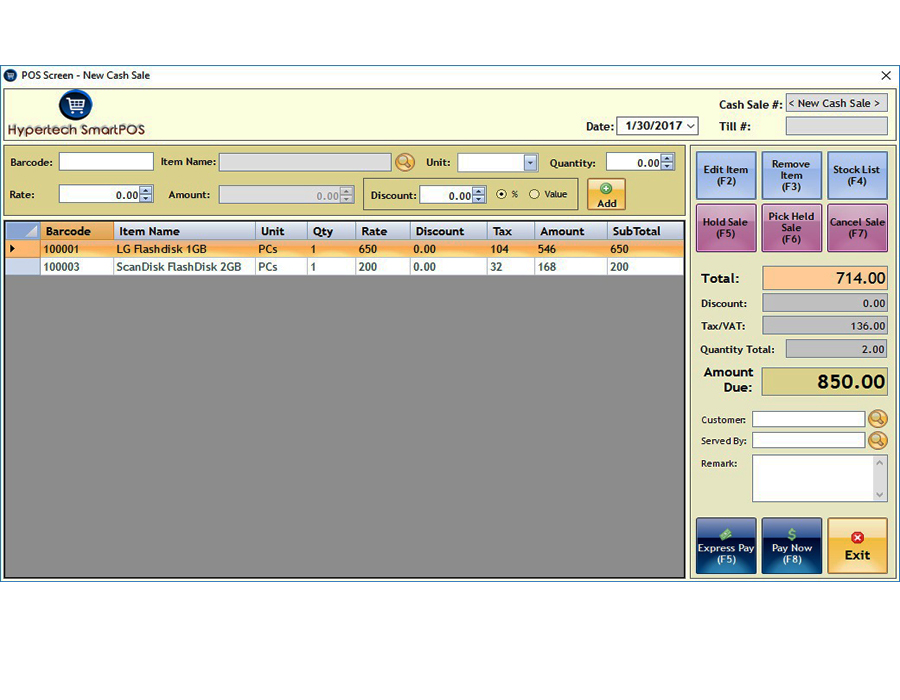 POS Screen - New Cash Sale
Hypertech SmartPOS
Cash Sale #: < New Cash Sale >
Date: 1/30/2017 Till #:
Barcode: Item Name: Unit: Quantity: 0.00
Rate: 0.00 Amount: 0.00 Discount: 0.00 % Value Add
Edit Item (F2)
Remove Item (F3)
Stock List (F4)
Hold Sale (F5)
Pick Held Sale (F6)
Cancel Sale (F7)
Barcode Item Name Unit Qty Rate Discount Tax Amount SubTotal
100001 LG Flashdisk 1GB PCs 1 650 0.00 104 546 650
100003 ScanDisk FlashDisk 2GB PCs 1 200 0.00 32 168 200
Total: 714.00
Discount: 0.00
Tax/VAT: 136.00
Quantity Total: 2.00
Amount Due: 850.00
Customer:
Served By:
Remark:
Express Pay (F5)
$ Pay Now (F8)
Exit